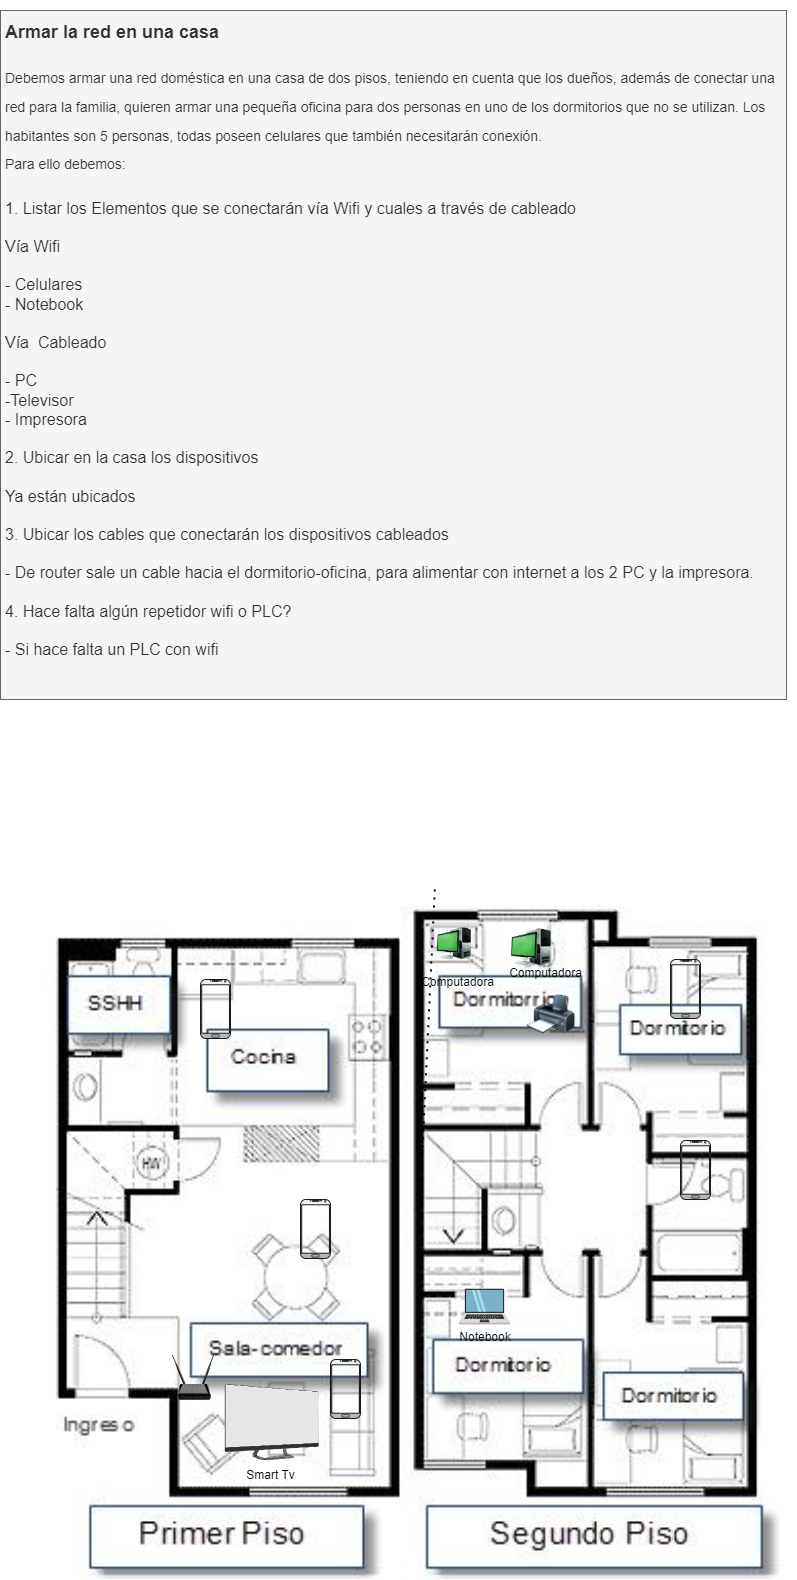 Armar la red en una casa
Debemos armar una red doméstica en una casa de dos pisos, teniendo en cuenta que los dueños, además de conectar una
red para la familia, quieren armar una pequeña oficina para dos personas en uno de los dormitorios que no se utilizan. Los
habitantes son 5 personas, todas poseen celulares que también necesitarán conexión.
Para ello debemos:
1. Listar los Elementos que se conectarán vía Wifi y cuales a través de cableado
Vía Wifi
- Celulares
- Notebook
Vía  Cableado
- PC
-Televisor
- Impresora
2. Ubicar en la casa los dispositivos
Ya están ubicados
3. Ubicar los cables que conectarán los dispositivos cableados
- De router sale un cable hacia el dormitorio-oficina, para alimentar con internet a los 2 PC y la impresora.
4. Hace falta algún repetidor wifi o PLC?
- Si hace falta un PLC con wifi
SSHH
Cocina
HW
Sala-comedor
Ingreso
Smart Tv
Primer Piso
Computadora
Computadora
Dormitorrio
Dormitorio
Notebook
Dormitorio
Dormitorio
Segundo Piso